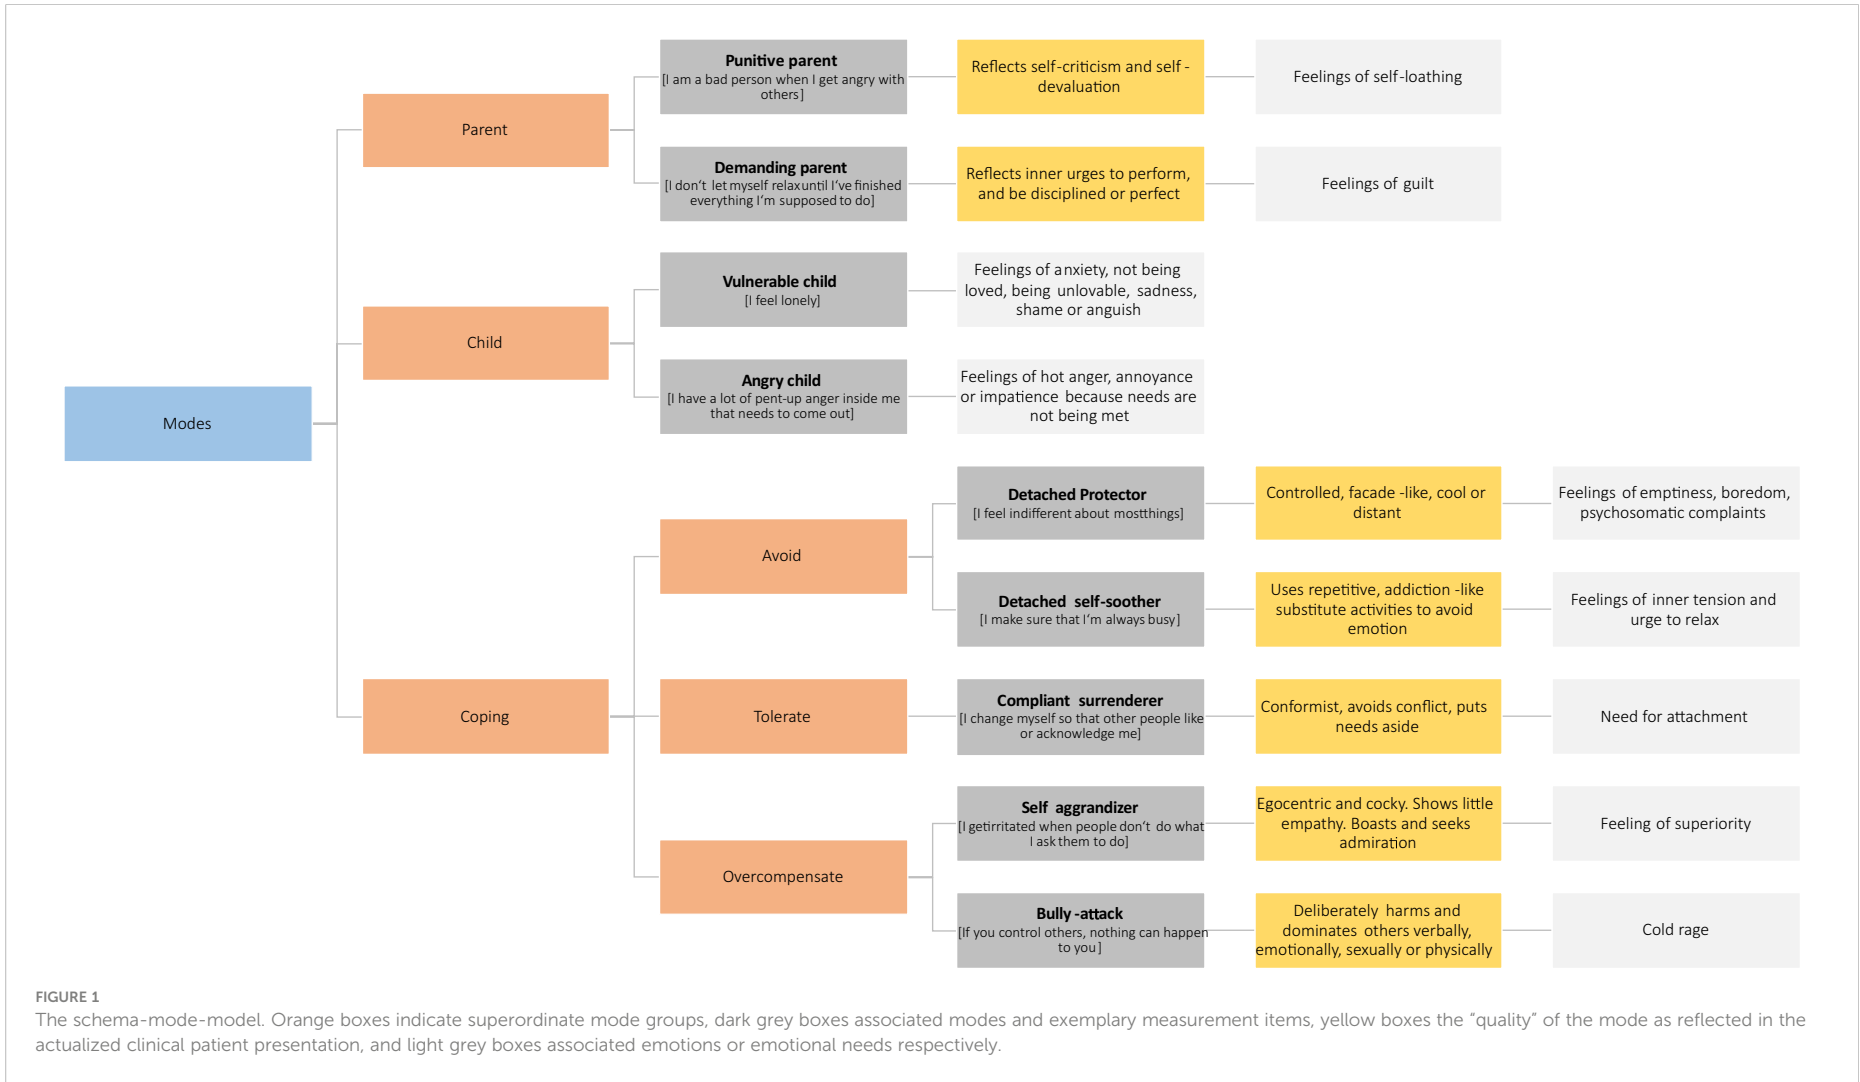 Punitive parent
[I am a bad person when I get angry with
others]
Reflects self-criticism and self -
devaluation
Feelings of self-loathing
Parent
Demanding parent
[I don't let myself relaxuntil I've finished
everything I'm supposed to do]
Reflects inner urges to perform,
and be disciplined or perfect
Feelings of guilt
Vulnerable child
[I feel lonely]
Feelings of anxiety, not being
loved, being unlovable, sadness,
shame or anguish
Child
Angry child
[I have a lot of pent-up anger inside me
that needs to come out]
Feelings of hot anger, annoyance
or impatience because needs are
not being met
Modes
Detached Protector
[I feel indifferent about mostthings]
Controlled, facade -like, cool or
distant
Feelings of emptiness, boredom,
psychosomatic complaints
Avoid
Detached self-soother
[I make sure that I'm always busy]
Uses repetitive, addiction -like
substitute activities to avoid
emotion
Feelings of inner tension and
urge to relax
Coping
Tolerate
Compliant surrenderer
[I change myself so that other people like
or acknowledge me]
Conformist, avoids conflict, puts
needs aside
Need for attachment
Self aggrandizer
[I getirritated when people don't do what
I ask them to do]
Egocentric and cocky. Shows little
empathy. Boasts and seeks
admiration
Feeling of superiority
Overcompensate
Bully -attack
[If you control others, nothing can happen
to you]
Deliberately harms and
dominates others verbally,
emotionally, sexually or physically
Cold rage
FIGURE 1
The schema-mode-model. Orange boxes indicate superordinate mode groups, dark grey boxes associated modes and exemplary measurement items, yellow boxes the "quality" of the mode as reflected in the
actualized clinical patient presentation, and light grey boxes associated emotions or emotional needs respectively.